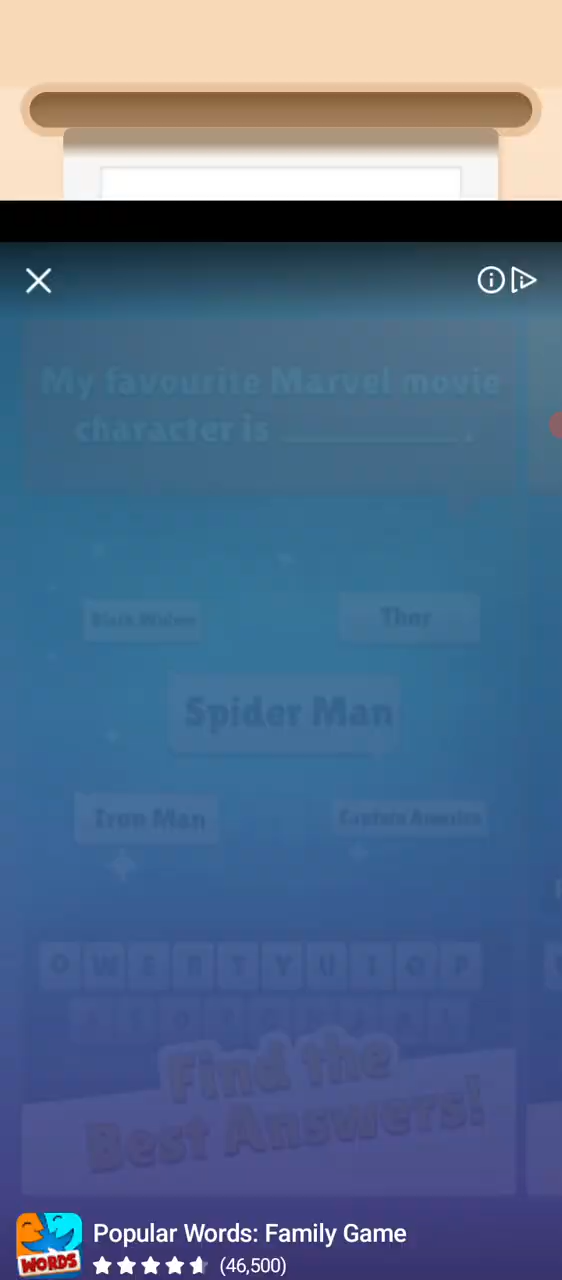 My favourite Marvel movie
character is __________.
Black Widow
Thor
Spider Man
Iron Man
Captain America
Q W E R T Y U I O P
Find the
Best Answers!
WORDS
Popular Words: Family Game
(46,500)